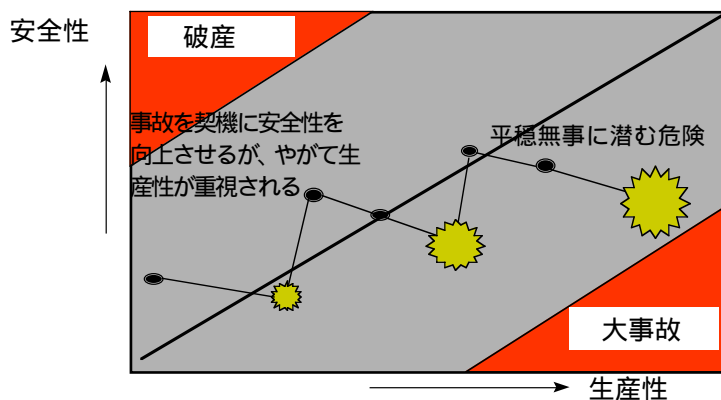 安全性
破産
事故を契機に安全性を
向上させるが、やがて生
産性が重視される
平穏無事に潜む危険
大事故
生産性